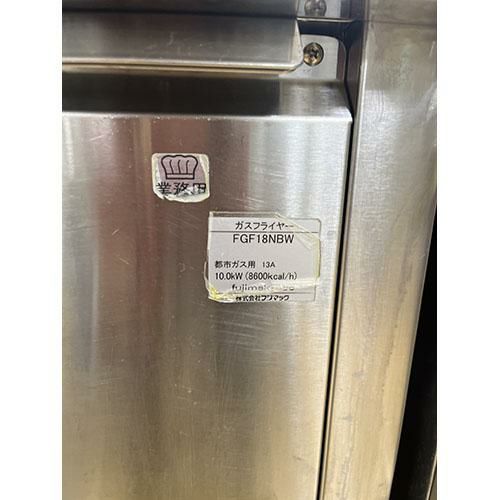 業務用
ガスフライヤー
FGF18NBW
都市ガス用 13A
10.0kW (8600kcal/h)
株式会社フジマック